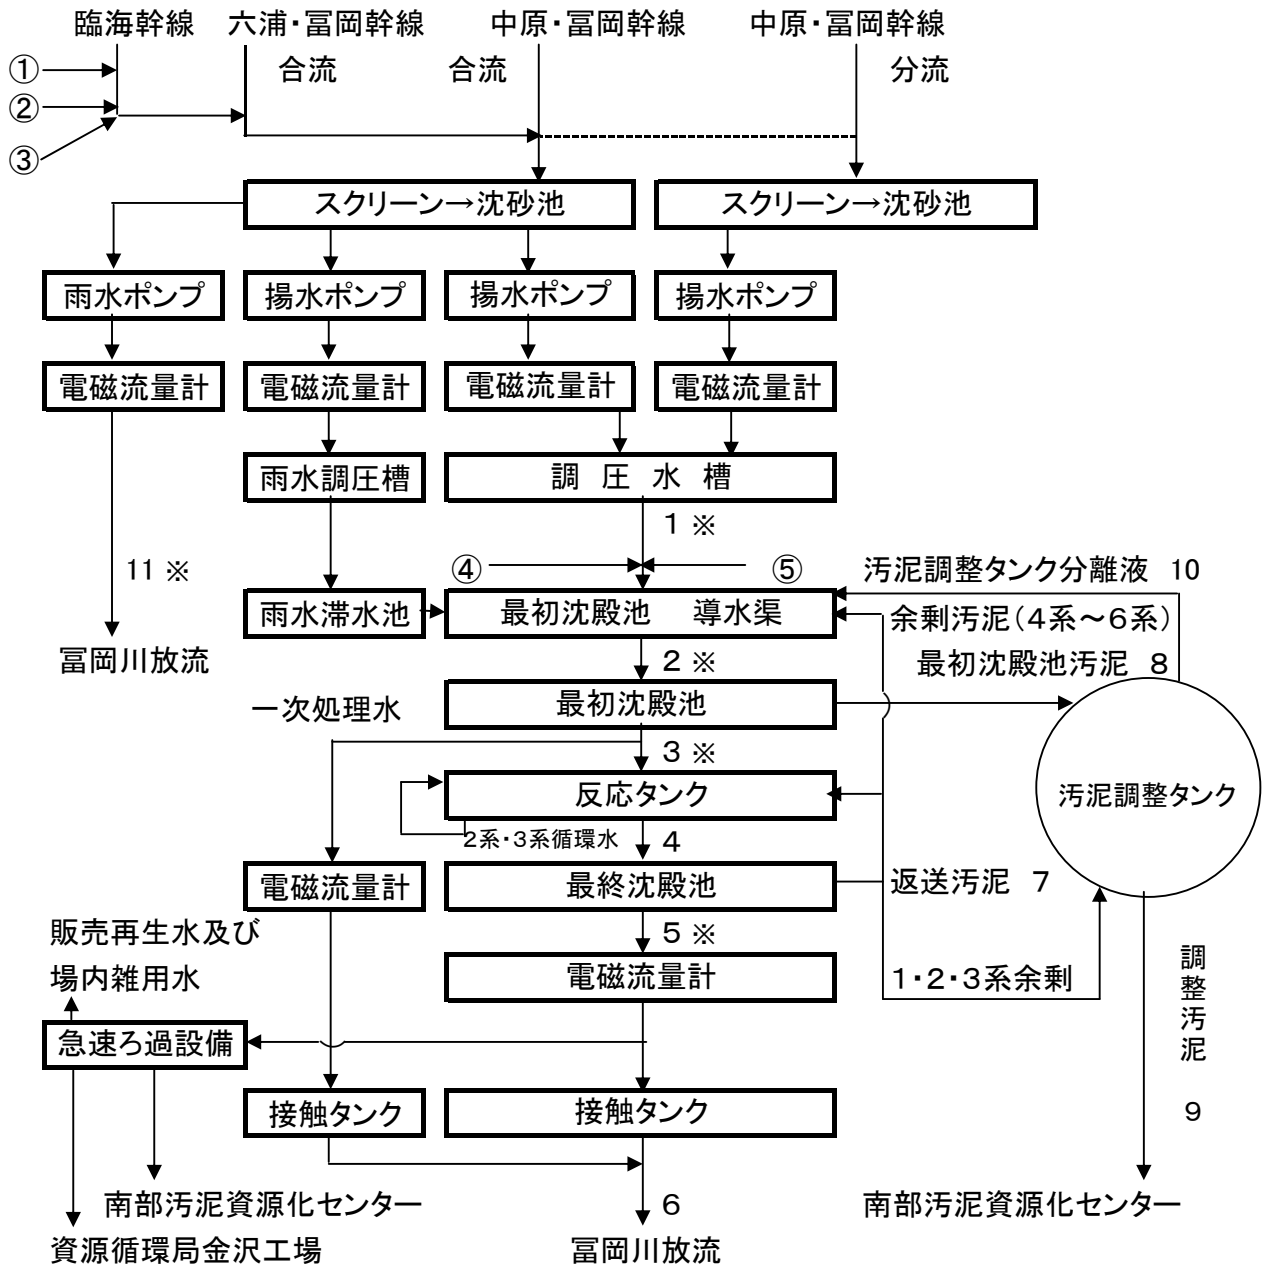 臨海幹線
六浦・冨岡幹線
中原・冨岡幹線
中原・冨岡幹線
①
合流
合流
分流
②
③
スクリーン→沈砂池
スクリーン→沈砂池
雨水ポンプ
揚水ポンプ
揚水ポンプ
揚水ポンプ
電磁流量計
電磁流量計
電磁流量計
電磁流量計
雨水調圧槽
調 圧 水 槽
1 ※
11 ※
④
⑤
汚泥調整タンク分離液 10
雨水滞水池
最初沈殿池 導水渠
余剰汚泥(4系～6系)
冨岡川放流
2 ※
最初沈殿池汚泥 8
一次処理水
最初沈殿池
3 ※
反応タンク
汚泥調整タンク
2系・3系循環水
4
電磁流量計
最終沈殿池
返送汚泥 7
販売再生水及び
場内雑用水
5 ※
電磁流量計
1・2・3系余剰
調整汚泥 9
急速ろ過設備
接触タンク
接触タンク
南部汚泥資源化センター
6
南部汚泥資源化センター
資源循環局金沢工場
冨岡川放流